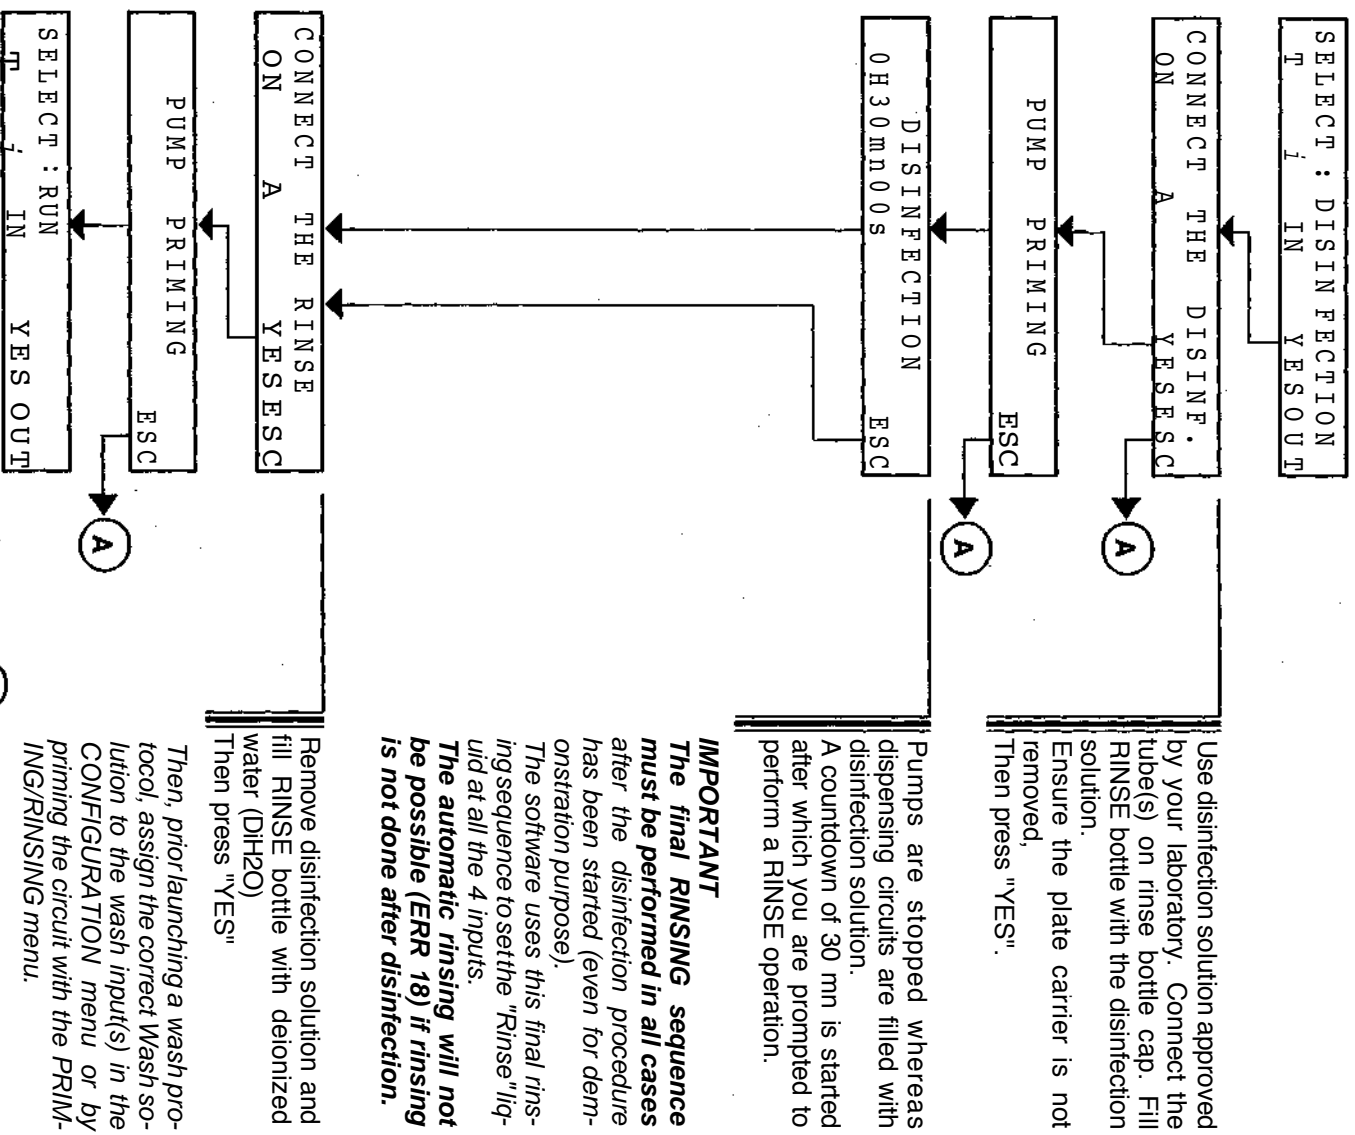 SELECT : DISINFECTION
T i IN YESOUT
CONNECT THE DISINF.
ON A YESESC
A
Use disinfection solution approved
by your laboratory. Connect the
tube(s) on rinse bottle cap. Fill
RINSE bottle with the disinfection
solution.
Ensure the plate carrier is not
removed,
Then press "YES".
PUMP PRIMING
ESC
A
DISINFECTION
0H30mn00s ESC
Pumps are stopped whereas
dispensing circuits are filled with
disinfection solution.
A countdown of 30 mn is started
after which you are prompted to
perform a RINSE operation.
IMPORTANT
The final RINSING sequence
must be performed in all cases
after the disinfection procedure
has been started (even for dem-
onstration purpose).
The software uses this final rins-
ing sequence to set the "Rinse" liq-
uid at all the 4 inputs.
The automatic rinsing will not
be possible (ERR 18) if rinsing
is not done after disinfection.
CONNECT THE RINSE
ON A YESESC
Remove disinfection solution and
fill RINSE bottle with deionized
water (DiH2O)
Then press "YES"
PUMP PRIMING
ESC
A
Then, prior launching a wash pro-
tocol, assign the correct Wash so-
lution to the wash input(s) in the
CONFIGURATION menu or by
priming the circuit with the PRIM-
ING/RINSING menu.
SELECT : RUN
T i IN YES OUT